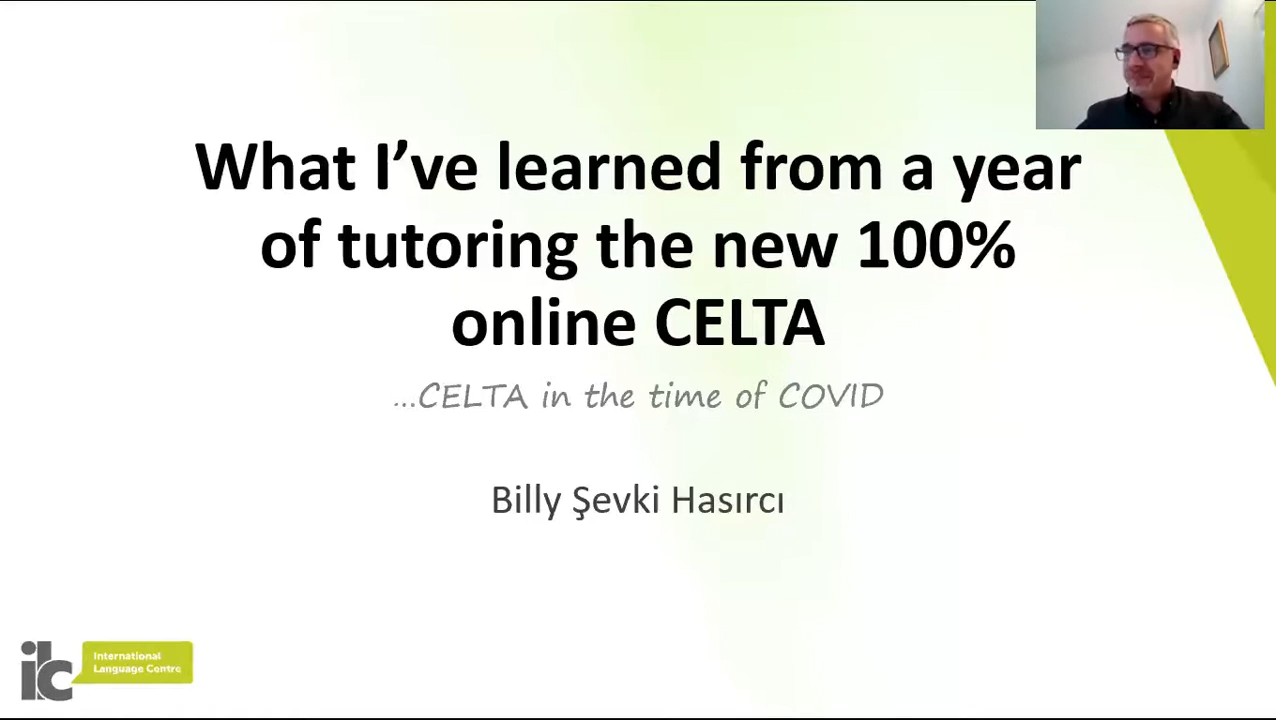 What I’ve learned from a year
of tutoring the new 100%
online CELTA
...CELTA in the time of COVID
Billy Şevki Hasırcı
ilc
International
Language Centre